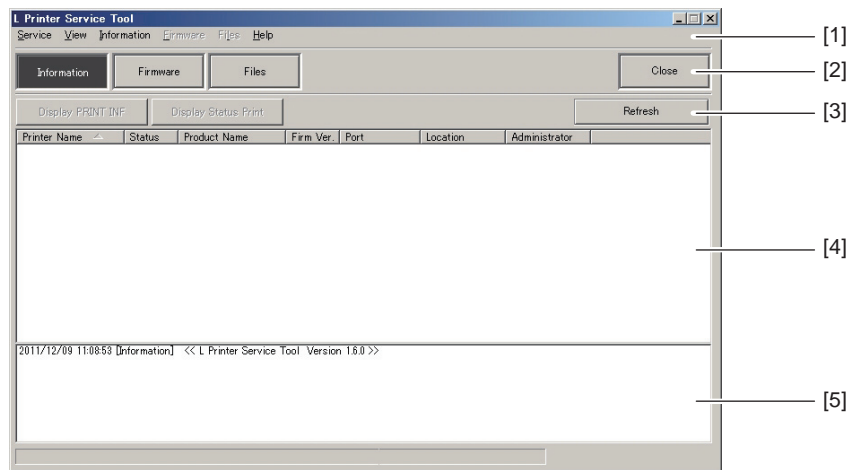 L Printer Service Tool
Service View Information Firmware Files Help
[1]
Information Firmware Files Close
[2]
Display PRINT INF Display Status Print Refresh
[3]
Printer Name Status Product Name Firm Ver. Port Location Administrator
[4]
2011/12/09 11:08:53 [Information] << L Printer Service Tool Version 1.6.0 >>
[5]